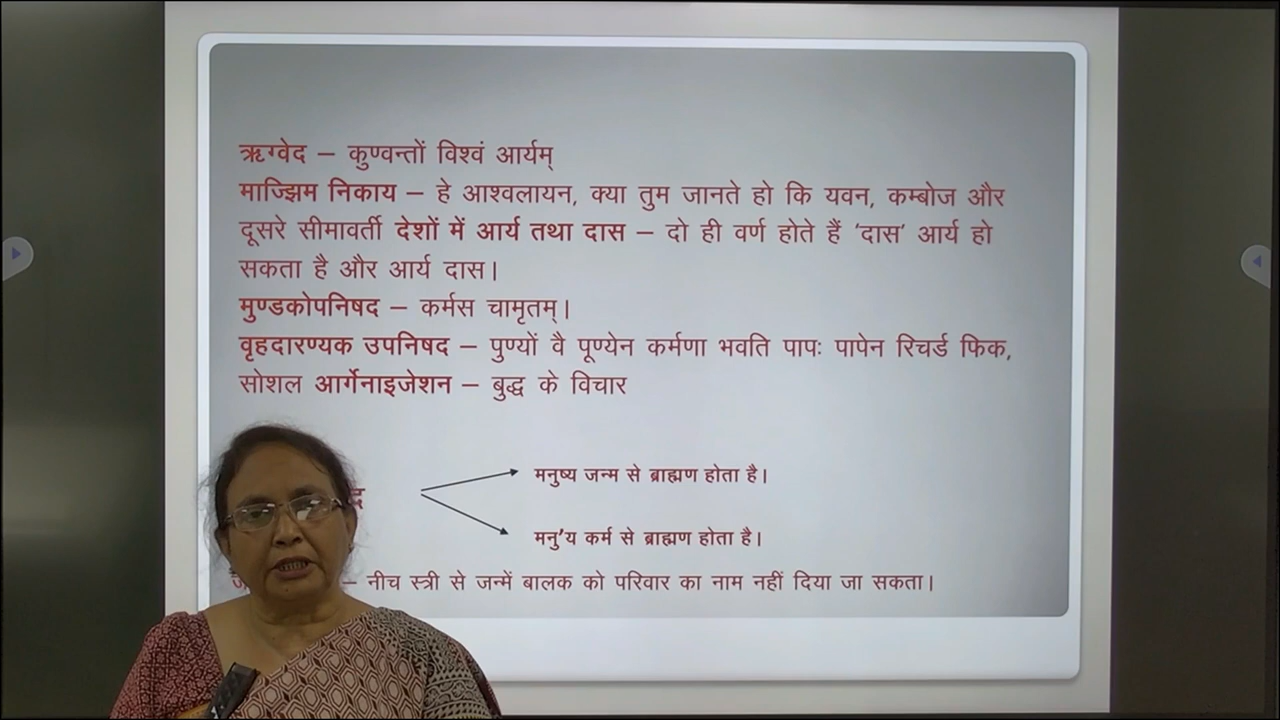 ऋग्वेद – कुण्वन्तों विश्वं आर्यम्
माज्झिम निकाय – हे आश्वलायन, क्या तुम जानते हो कि यवन, कम्बोज और
दूसरे सीमावर्ती देशों में आर्य तथा दास – दो ही वर्ण होते हैं 'दास' आर्य हो
सकता है और आर्य दास।
मुण्डकोपनिषद – कर्मस चामृतम्।
वृहदारण्यक उपनिषद – पुण्यों वै पूण्येन कर्मणा भवति पापः पापेन रिचर्ड फिक,
सोशल आर्गेनाइजेशन – बुद्ध के विचार
मनुष्य जन्म से ब्राह्मण होता है।
मनु'य कर्म से ब्राह्मण होता है।
– नीच स्त्री से जन्में बालक को परिवार का नाम नहीं दिया जा सकता।